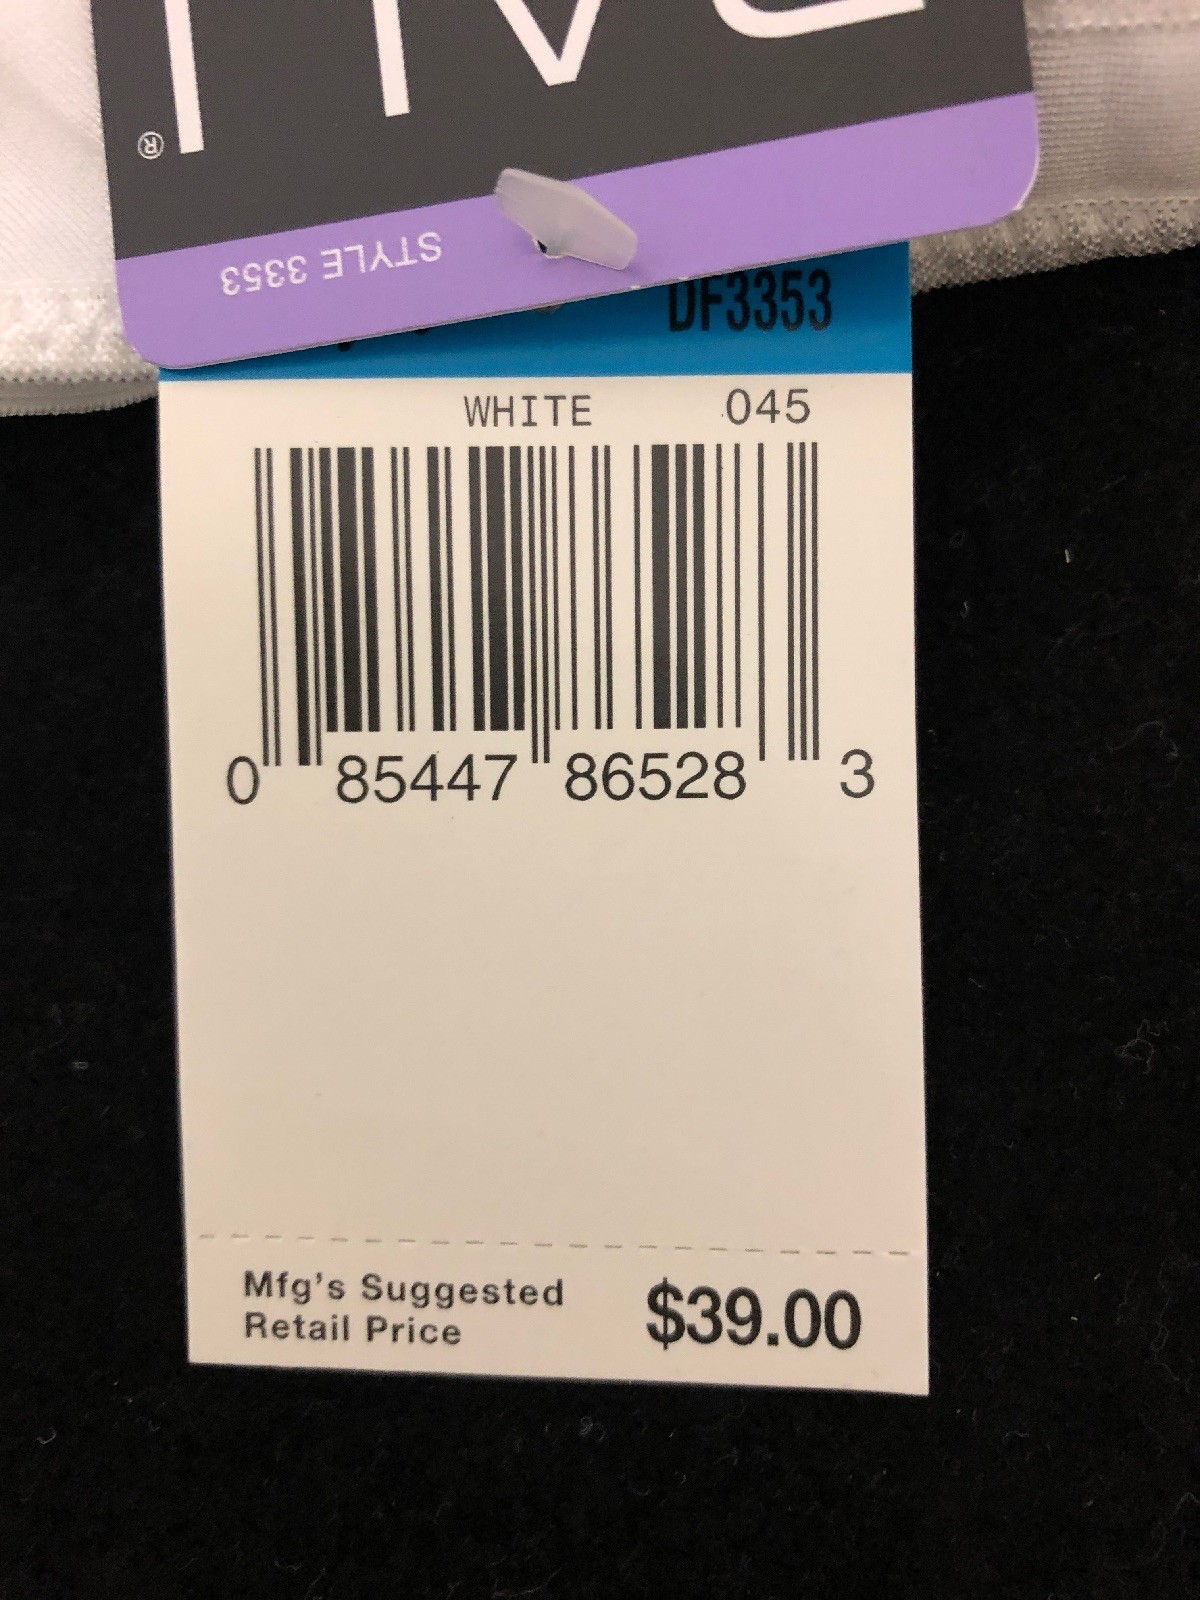 ®
STYLE 3353
DF3353
WHITE 045
0 85447 86528 3
Mfg's Suggested
Retail Price $39.00